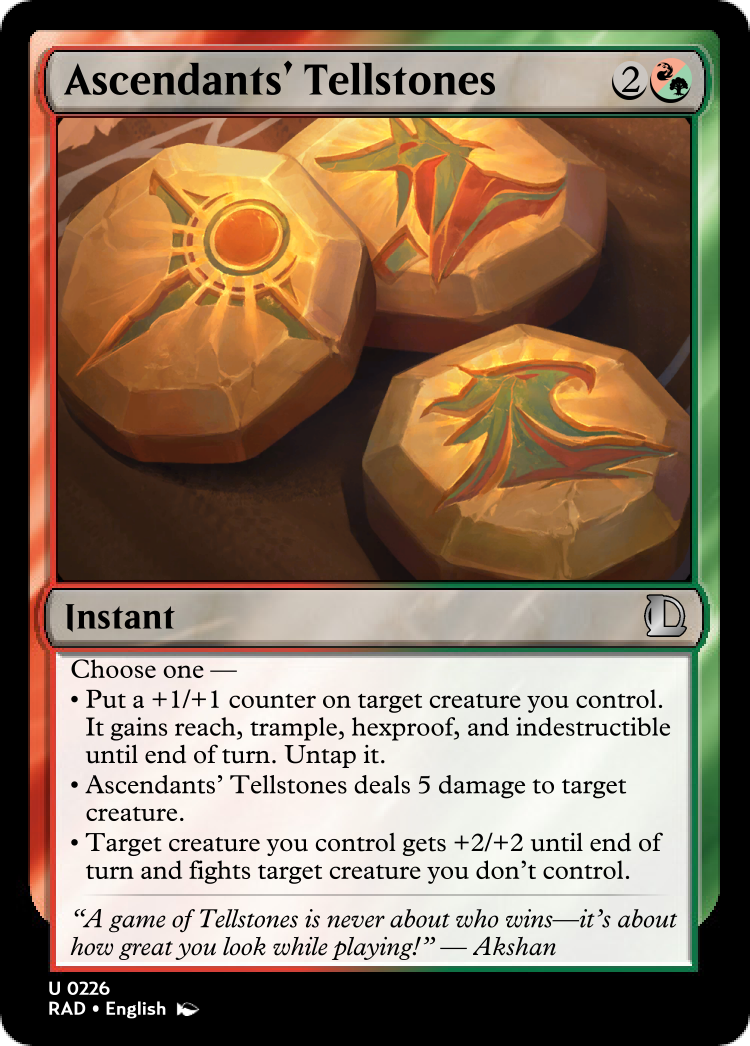 Ascendants' Tellstones 2
Instant
Choose one —
• Put a +1/+1 counter on target creature you control.
It gains reach, trample, hexproof, and indestructible
until end of turn. Untap it.
• Ascendants' Tellstones deals 5 damage to target
creature.
• Target creature you control gets +2/+2 until end of
turn and fights target creature you don't control.
“A game of Tellstones is never about who wins—it's about
how great you look while playing!” — Akshan
U 0226
RAD • English